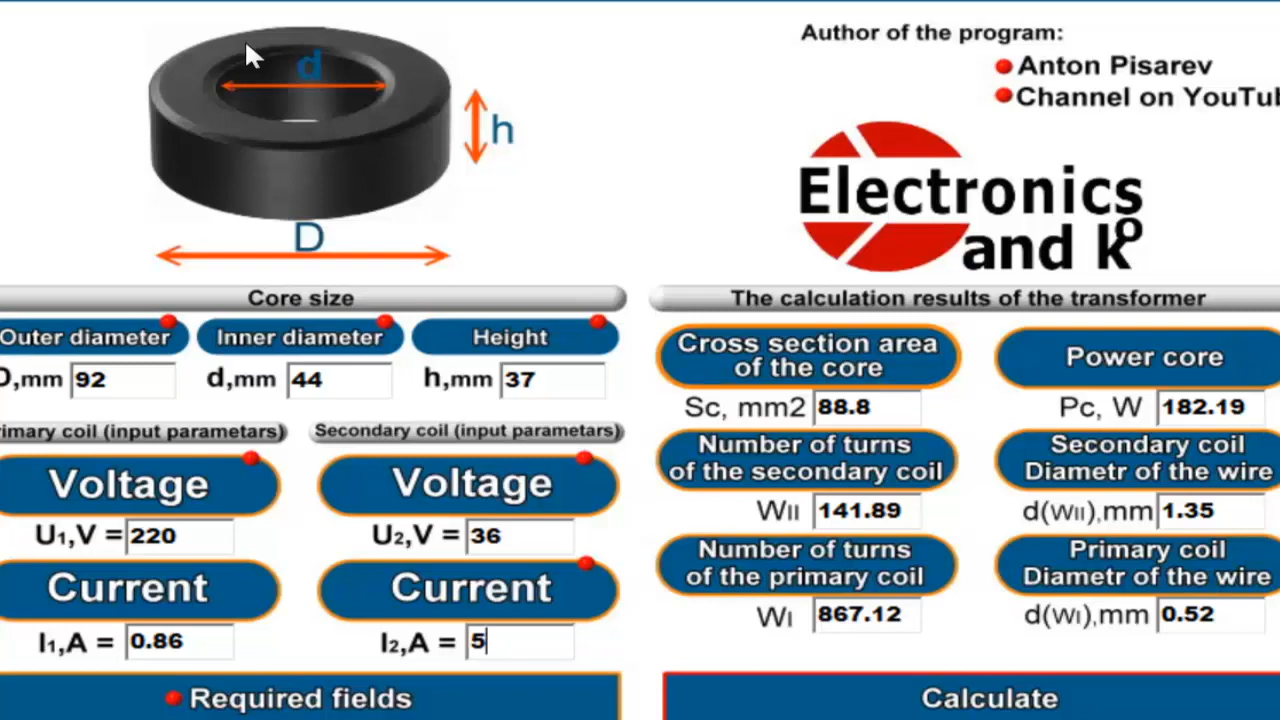 Author of the program:
Anton Pisarev
Channel on YouTub
d
h
D
Electronics
and Ko
Core size
The calculation results of the transformer
Outer diameter
Inner diameter
Height
D,mm 92
d,mm 44
h,mm 37
Cross section area
of the core
Power core
Sc, mm2 88.8
Pc, W 182.19
rimary coil (input parametars)
Secondary coil (input parametars)
Voltage
Voltage
U1,V = 220
U2,V = 36
Number of turns
of the secondary coil
Secondary coil
Diametr of the wire
WII 141.89
d(WII),mm 1.35
Current
Current
I1,A = 0.86
I2,A = 5
Number of turns
of the primary coil
Primary coil
Diametr of the wire
WI 867.12
d(WI),mm 0.52
Required fields
Calculate